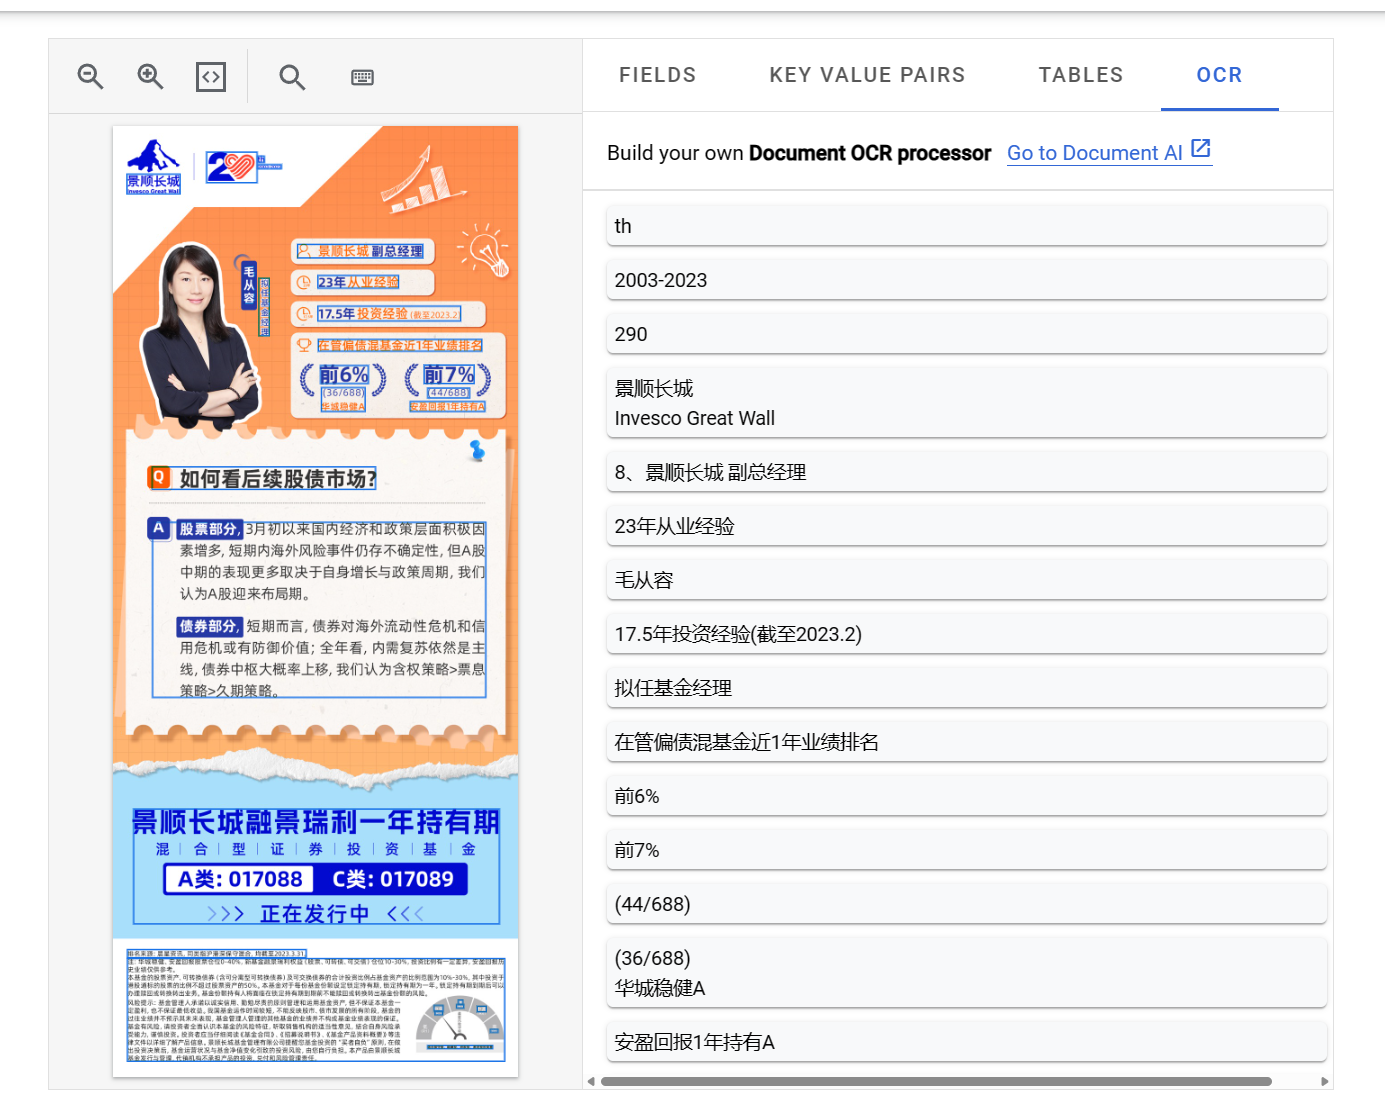 FIELDS
KEY VALUE PAIRS
TABLES
OCR
Build your own Document OCR processor Go to Document AI
景顺长城
Invesco Great Wall
毛从容
拟任基金经理
景顺长城 副总经理
23年从业经验
17.5年投资经验(截至2023.2)
在管偏债混基金近1年业绩排名
前6%
(36/688)
华城稳健A
前7%
(44/688)
安盈回报1年持有A
Q 如何看后续股债市场?
A 股票部分, 3月初以来国内经济和政策层面积极因
素增多, 短期内海外风险事件仍存不确定性, 但A股
中期的表现更多取决于自身增长与政策周期, 我们
认为A股迎来布局期。
债券部分, 短期而言, 债券对海外流动性危机和信
用危机或有防御价值; 全年看, 内需复苏依然是主
线, 债券中枢大概率上移, 我们认为含权策略>票息
策略>久期策略。
景顺长城融景瑞利一年持有期
混|合|型|证|券|投|资|基|金
A类: 017088 C类: 017089
>>> 正在发行中 <<<
th
2003-2023
290
景顺长城
Invesco Great Wall
8、景顺长城 副总经理
23年从业经验
毛从容
17.5年投资经验(截至2023.2)
拟任基金经理
在管偏债混基金近1年业绩排名
前6%
前7%
(44/688)
(36/688)
华城稳健A
安盈回报1年持有A